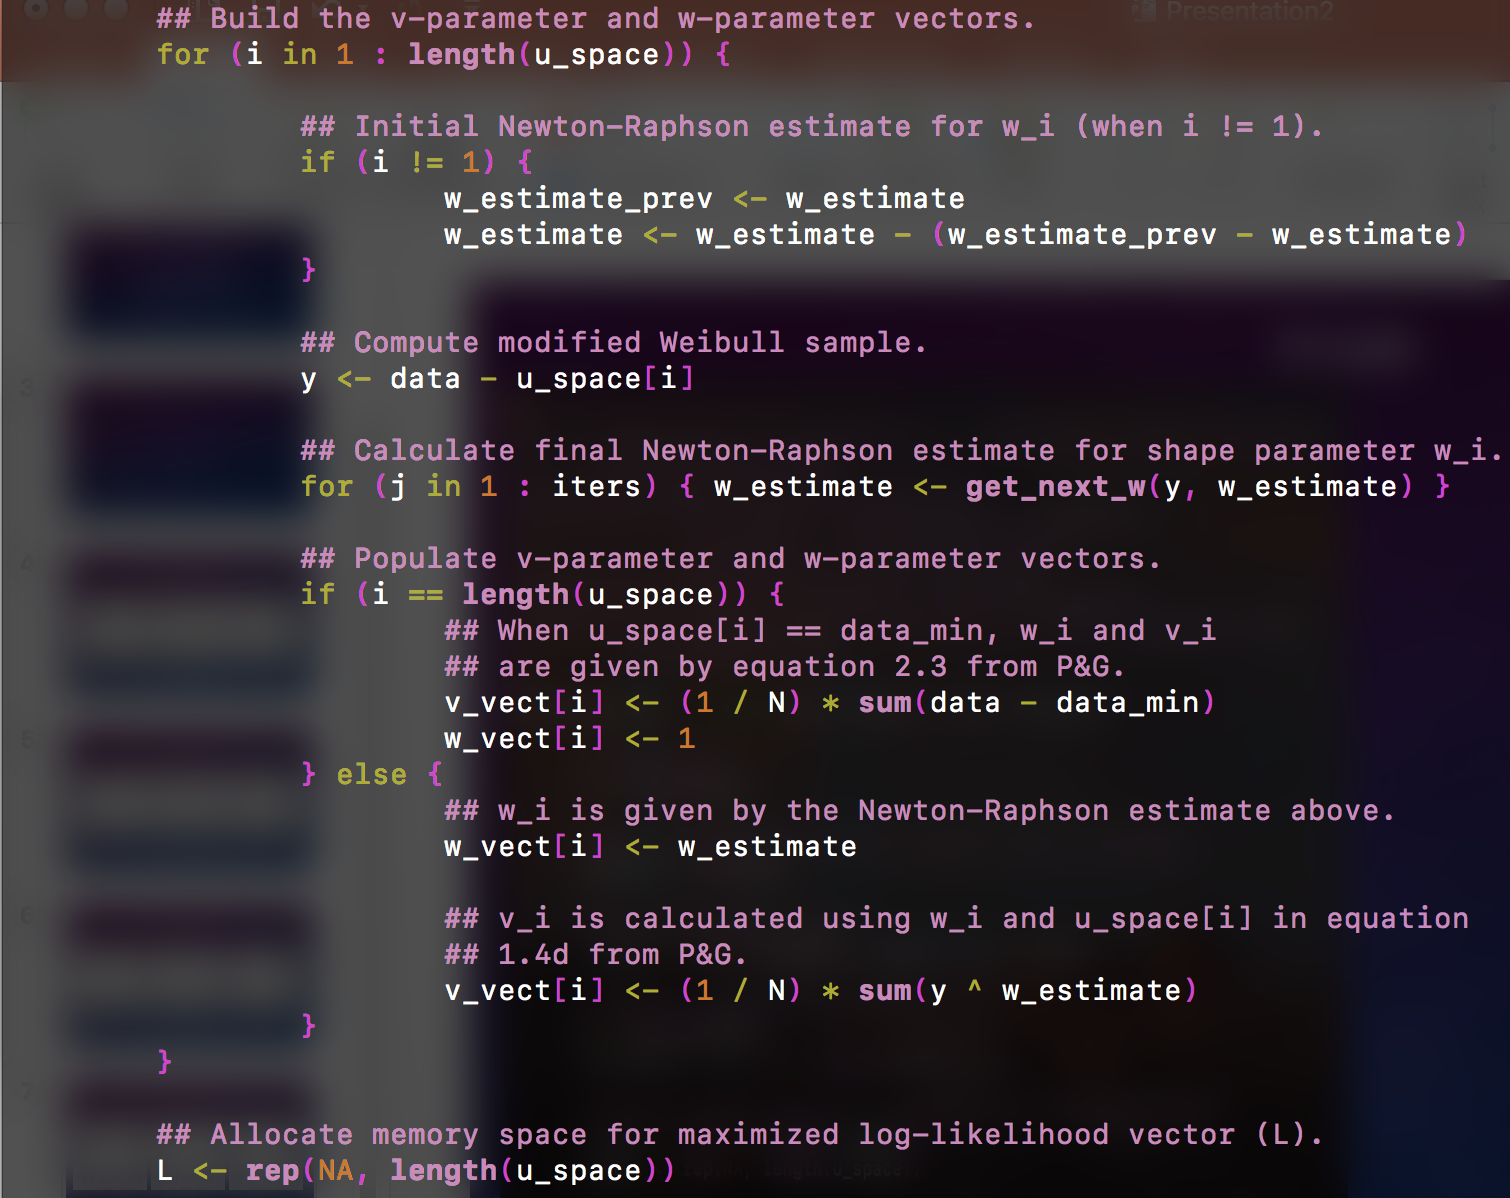 Presentation2
## Build the v-parameter and w-parameter vectors.
for (i in 1 : length(u_space)) {
## Initial Newton-Raphson estimate for w_i (when i != 1).
if (i != 1) {
w_estimate_prev <- w_estimate
w_estimate <- w_estimate - (w_estimate_prev - w_estimate)
}
## Compute modified Weibull sample.
y <- data - u_space[i]
## Calculate final Newton-Raphson estimate for shape parameter w_i.
for (j in 1 : iters) { w_estimate <- get_next_w(y, w_estimate) }
## Populate v-parameter and w-parameter vectors.
if (i == length(u_space)) {
## When u_space[i] == data_min, w_i and v_i
## are given by equation 2.3 from P&G.
v_vect[i] <- (1 / N) * sum(data - data_min)
w_vect[i] <- 1
} else {
## w_i is given by the Newton-Raphson estimate above.
w_vect[i] <- w_estimate
## v_i is calculated using w_i and u_space[i] in equation
## 1.4d from P&G.
v_vect[i] <- (1 / N) * sum(y ^ w_estimate)
}
}
## Allocate memory space for maximized log-likelihood vector (L).
L <- rep(NA, length(u_space))